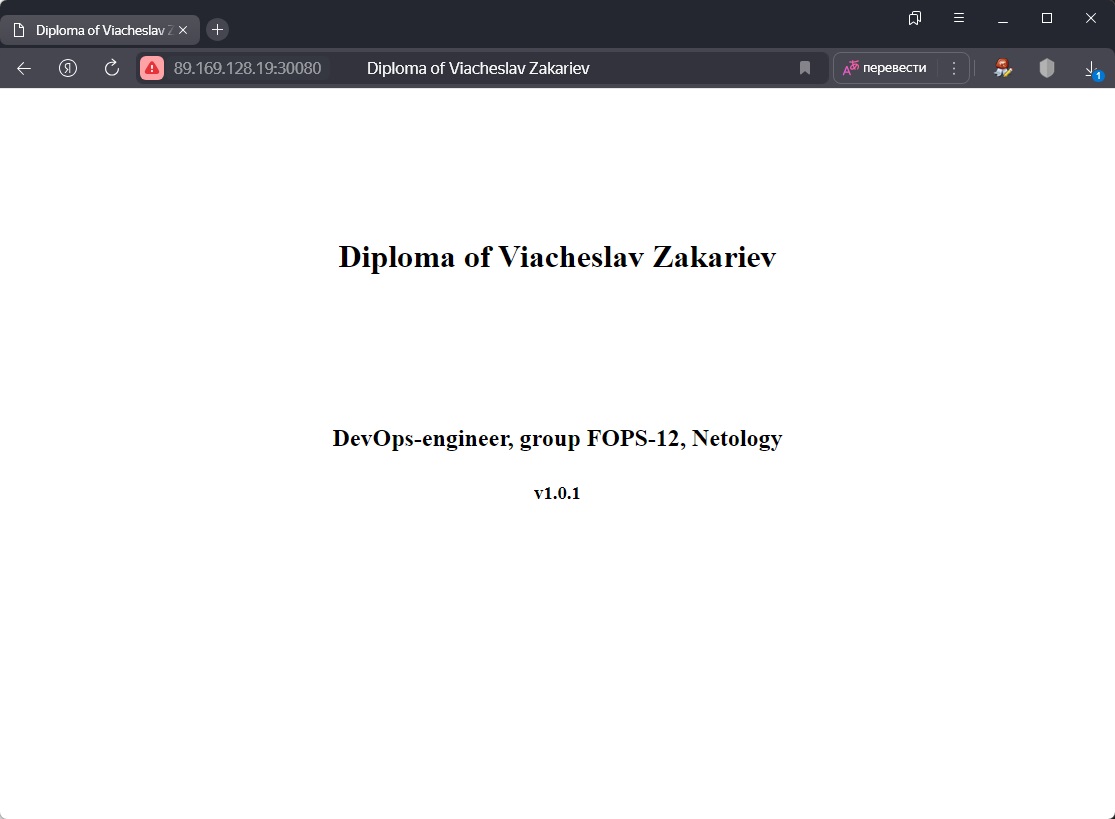 Diploma of Viacheslav Z
89.169.128.19:30080 Diploma of Viacheslav Zakariev перевести
1
Diploma of Viacheslav Zakariev
DevOps-engineer, group FOPS-12, Netology
v1.0.1